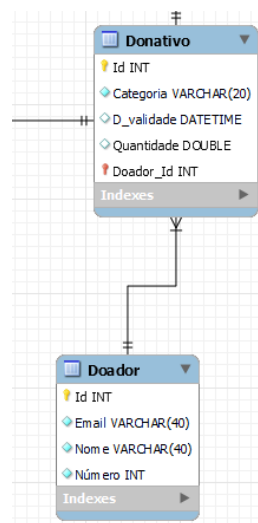 Donativo
Id INT
Categoria VARCHAR(20)
D_validade DATETIME
Quantidade DOUBLE
Doador_Id INT
Indexes
Doador
Id INT
Email VARCHAR(40)
Nome VARCHAR(40)
Número INT
Indexes